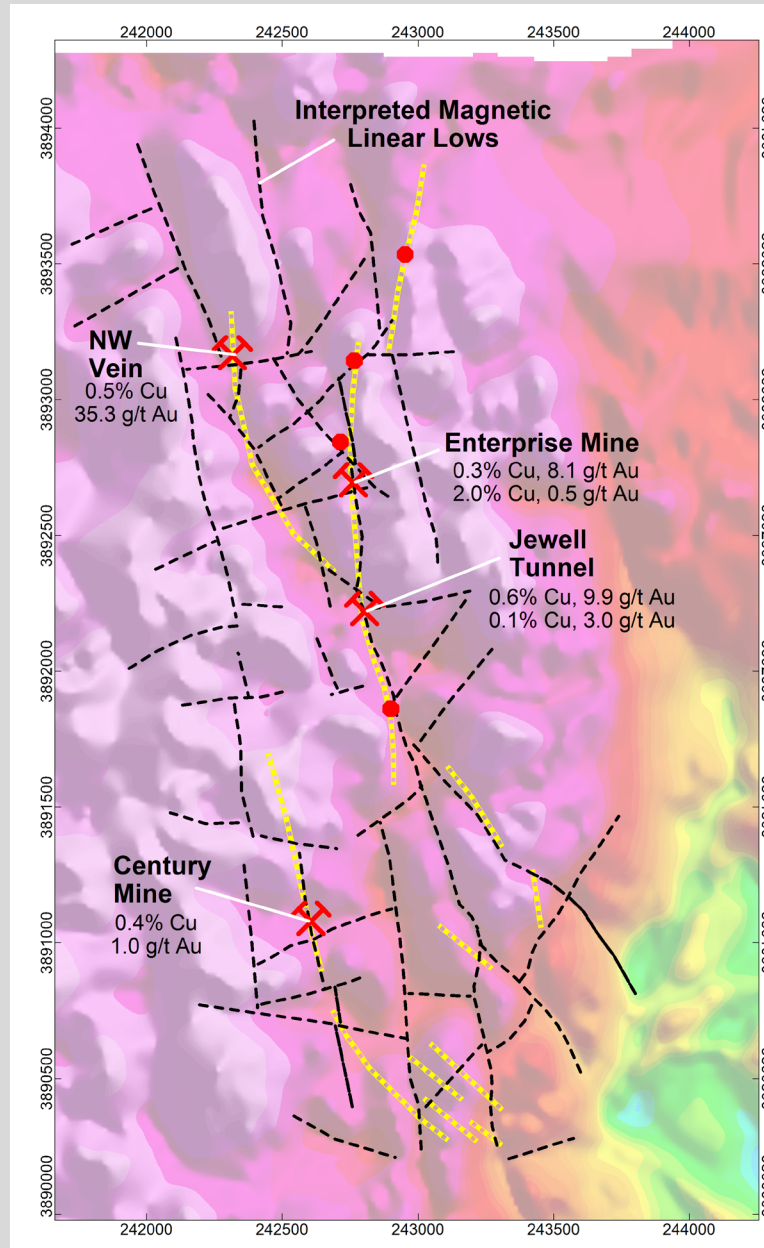 242000 242500 243000 243500 244000
3894000
Interpreted Magnetic
Linear Lows
3893500
NW
Vein
0.5% Cu
35.3 g/t Au
3893000
Enterprise Mine
0.3% Cu, 8.1 g/t Au
2.0% Cu, 0.5 g/t Au
3892500
Jewell
Tunnel
0.6% Cu, 9.9 g/t Au
0.1% Cu, 3.0 g/t Au
3892000
3891500
Century
Mine
0.4% Cu
1.0 g/t Au
3891000
3890500
3890000
242000 242500 243000 243500 244000